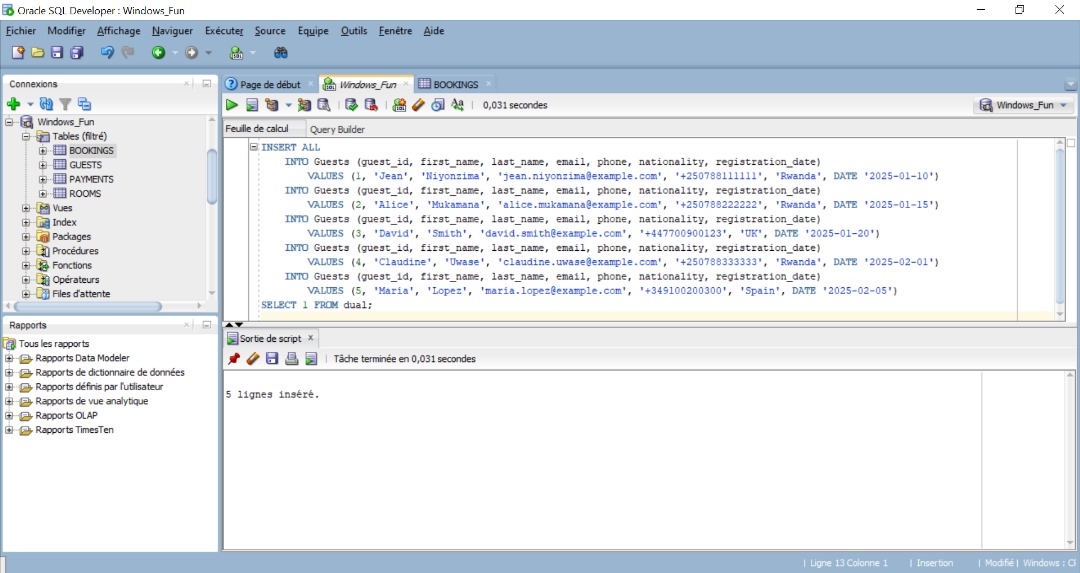 Oracle SQL Developer : Windows_Fun
Fichier Modifier Affichage Naviguer Exécuter Source Equipe Outils Fenêtre Aide
Connexions
Windows_Fun
Tables (filtré)
BOOKINGS
GUESTS
PAYMENTS
ROOMS
Vues
Index
Packages
Procédures
Fonctions
Opérateurs
Files d'attente
Rapports
Tous les rapports
Rapports Data Modeler
Rapports de dictionnaire de données
Rapports définis par l'utilisateur
Rapports de vue analytique
Rapports OLAP
Rapports TimesTen
Page de début Windows_Fun BOOKINGS
0,031 secondes Windows_Fun
Feuille de calcul Query Builder
INSERT ALL
INTO Guests (guest_id, first_name, last_name, email, phone, nationality, registration_date)
VALUES (1, 'Jean', 'Niyonzima', 'jean.niyonzima@example.com', '+250788111111', 'Rwanda', DATE '2025-01-10')
INTO Guests (guest_id, first_name, last_name, email, phone, nationality, registration_date)
VALUES (2, 'Alice', 'Mukamana', 'alice.mukamana@example.com', '+250788222222', 'Rwanda', DATE '2025-01-15')
INTO Guests (guest_id, first_name, last_name, email, phone, nationality, registration_date)
VALUES (3, 'David', 'Smith', 'david.smith@example.com', '+447700900123', 'UK', DATE '2025-01-20')
INTO Guests (guest_id, first_name, last_name, email, phone, nationality, registration_date)
VALUES (4, 'Claudine', 'Uwase', 'claudine.uwase@example.com', '+250788333333', 'Rwanda', DATE '2025-02-01')
INTO Guests (guest_id, first_name, last_name, email, phone, nationality, registration_date)
VALUES (5, 'Maria', 'Lopez', 'maria.lopez@example.com', '+349100200300', 'Spain', DATE '2025-02-05')
SELECT 1 FROM dual;
Sortie de script x
Tâche terminée en 0,031 secondes
5 lignes inséré.
Ligne 13 Colonne 1 | Insertion | Modifié | Windows : Cl